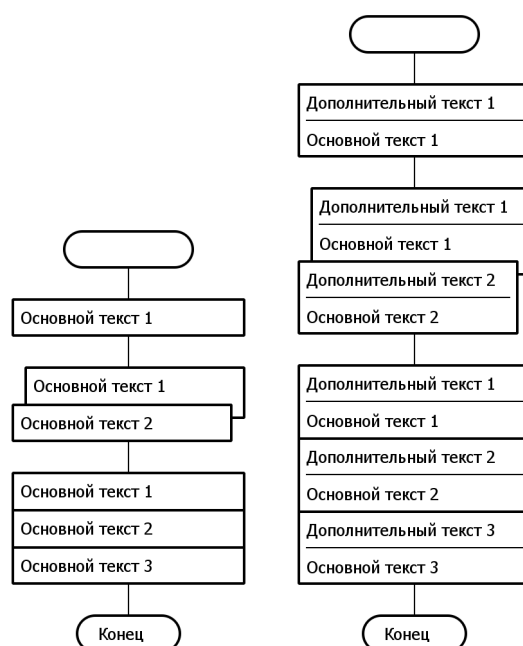 Основной текст 1
Основной текст 1
Основной текст 2
Основной текст 1
Основной текст 2
Основной текст 3
Конец
Дополнительный текст 1
Основной текст 1
Дополнительный текст 1
Основной текст 1
Дополнительный текст 2
Основной текст 2
Дополнительный текст 1
Основной текст 1
Дополнительный текст 2
Основной текст 2
Дополнительный текст 3
Основной текст 3
Конец